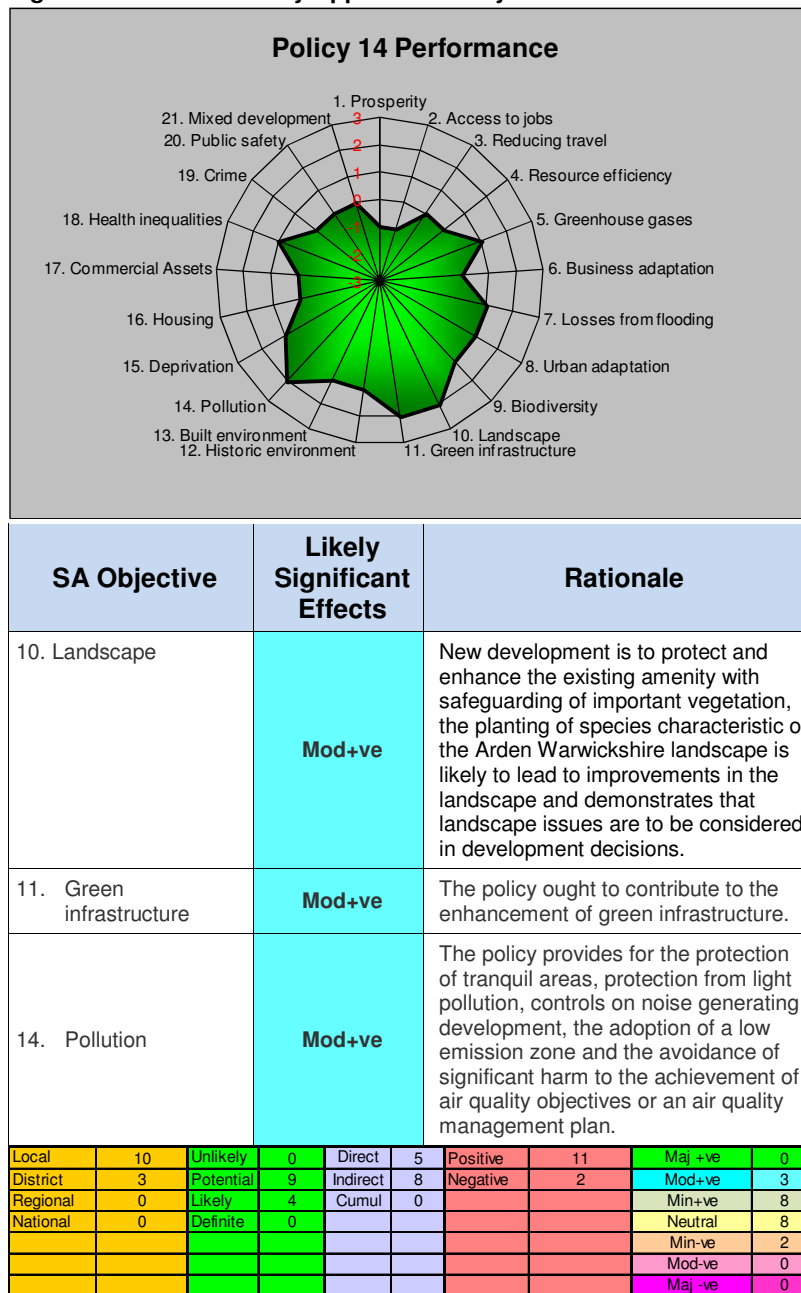 Policy 14 Performance
1. Prosperity
21. Mixed development
2. Access to jobs
20. Public safety
3. Reducing travel
19. Crime
4. Resource efficiency
18. Health inequalities
5. Greenhouse gases
17. Commercial Assets
6. Business adaptation
16. Housing
7. Losses from flooding
15. Deprivation
8. Urban adaptation
14. Pollution
9. Biodiversity
13. Built environment
10. Landscape
12. Historic environment
11. Green infrastructure
3
2
1
0
-1
-2
-3
SA Objective
Likely
Significant
Effects
Rationale
10. Landscape
Mod+ve
New development is to protect and
enhance the existing amenity with
safeguarding of important vegetation,
the planting of species characteristic o
the Arden Warwickshire landscape is
likely to lead to improvements in the
landscape and demonstrates that
landscape issues are to be considered
in development decisions.
11. Green
infrastructure
Mod+ve
The policy ought to contribute to the
enhancement of green infrastructure.
14. Pollution
Mod+ve
The policy provides for the protection
of tranquil areas, protection from light
pollution, controls on noise generating
development, the adoption of a low
emission zone and the avoidance of
significant harm to the achievement of
air quality objectives or an air quality
management plan.
Local 10 Unlikely 0 Direct 5 Positive 11 Maj +ve 0
District 3 Potential 9 Indirect 8 Negative 2 Mod+ve 3
Regional 0 Likely 4 Cumul 0 Min+ve 8
National 0 Definite 0 Neutral 8
Min-ve 2
Mod-ve 0
Maj -ve 0